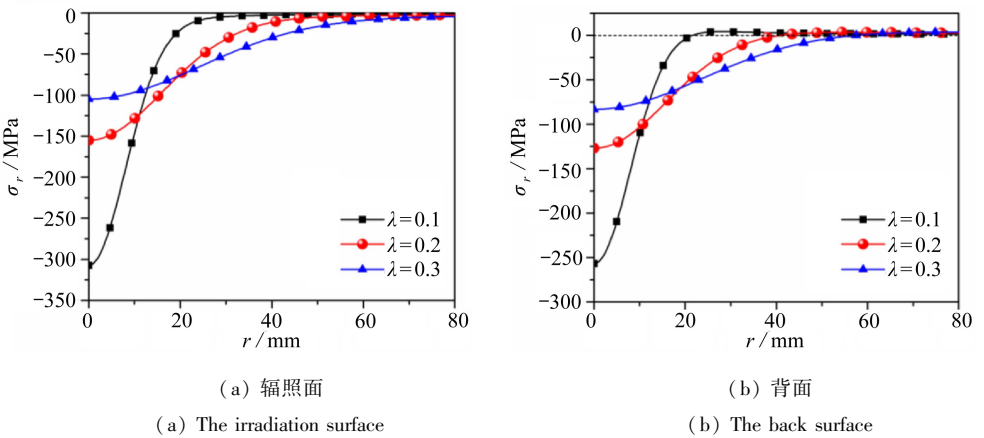 0
−50
−100
−150
−200
−250
−300
−350
σr/MPa
λ=0.1
λ=0.2
λ=0.3
0 20 40 60 80
r/mm
(a) 辐照面
(a) The irradiation surface
0
−50
−100
−150
−200
−250
−300
σr/MPa
λ=0.1
λ=0.2
λ=0.3
0 20 40 60 80
r/mm
(b) 背面
(b) The back surface